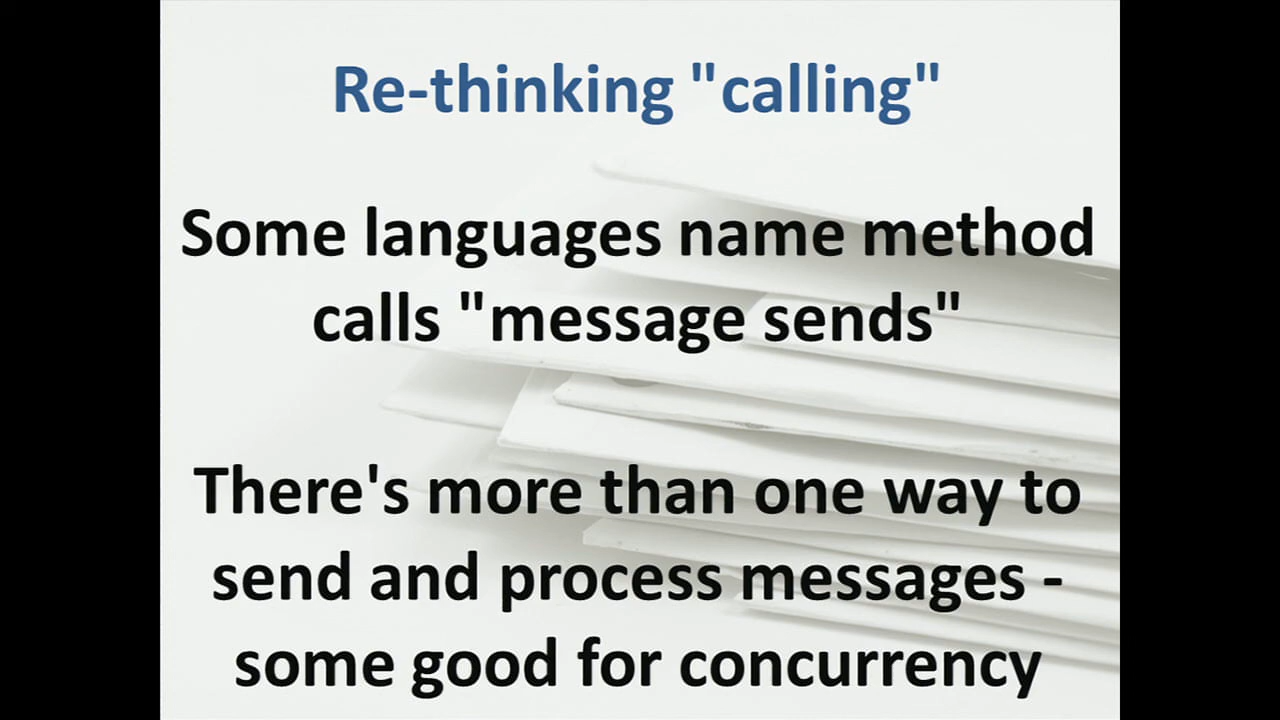 Re-thinking "calling"
Some languages name method
calls "message sends"
There's more than one way to
send and process messages -
some good for concurrency